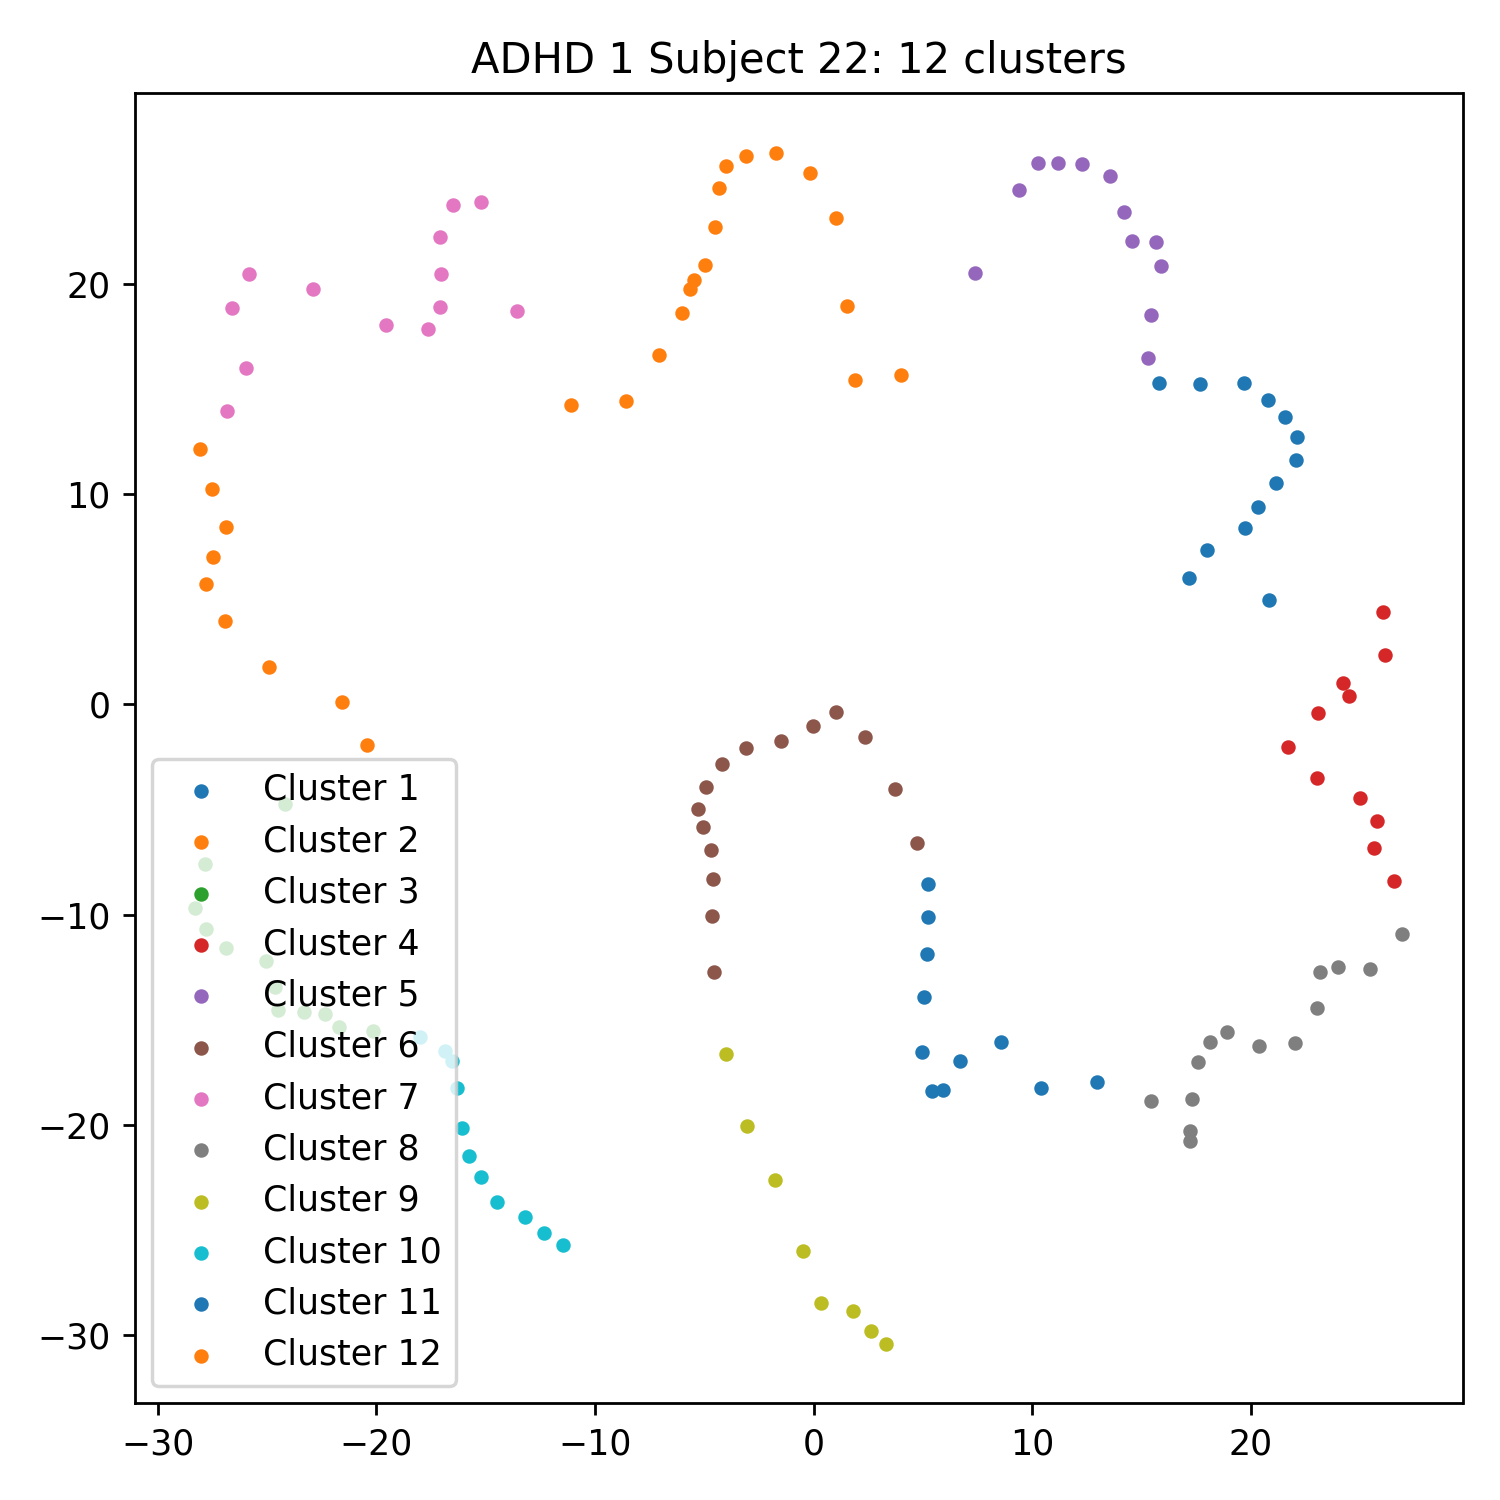 ADHD 1 Subject 22: 12 clusters
20
10
0
−10
−20
−30
Cluster 1
Cluster 2
Cluster 3
Cluster 4
Cluster 5
Cluster 6
Cluster 7
Cluster 8
Cluster 9
Cluster 10
Cluster 11
Cluster 12
−30 −20 −10 0 10 20